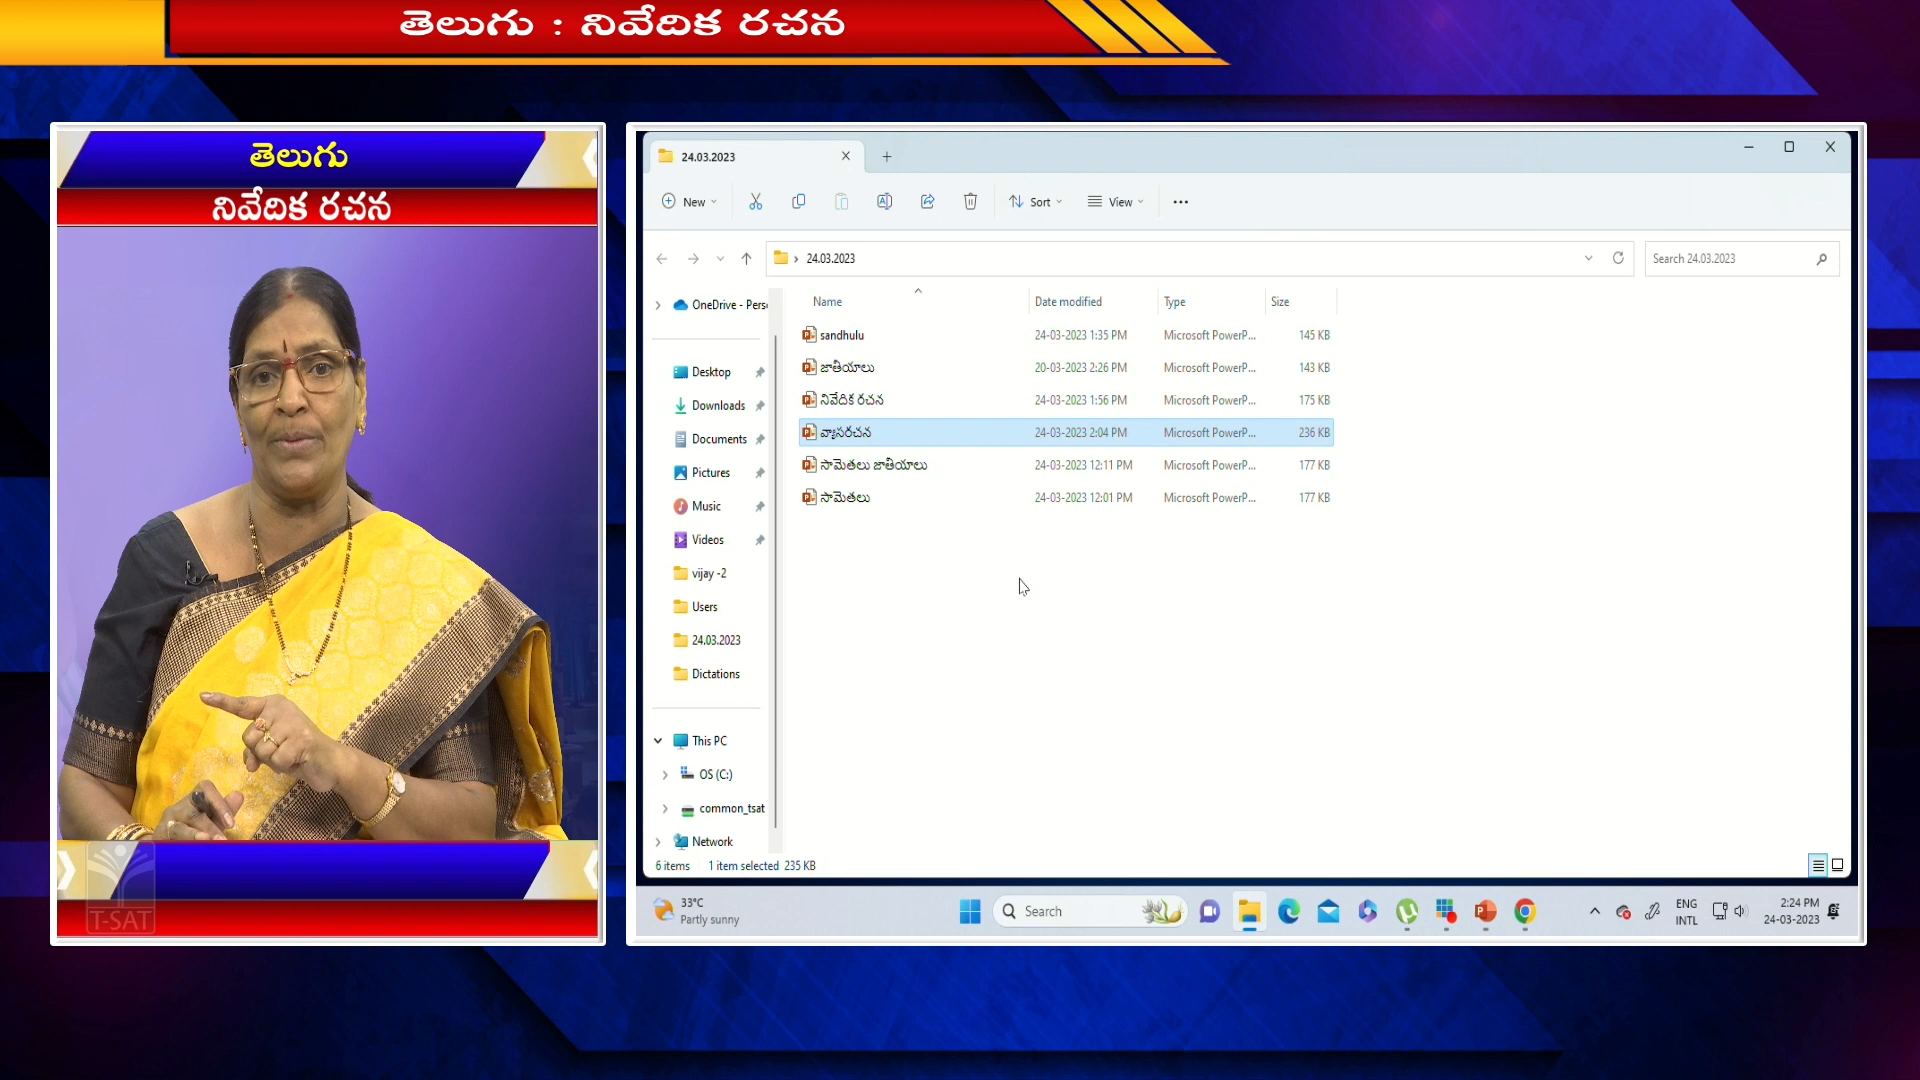 తెలుగు : నివేదిక రచన
తెలుగు
నివేదిక రచన
T-SAT
24.03.2023
New
Sort
View
24.03.2023
Search 24.03.2023
OneDrive - Pers
Desktop
Downloads
Documents
Pictures
Music
Videos
vijay -2
Users
24.03.2023
Dictations
This PC
OS (C:)
common_tsat
Network
Name Date modified Type Size
sandhulu 24-03-2023 1:35 PM Microsoft PowerP... 145 KB
జాతీయాలు 20-03-2023 2:26 PM Microsoft PowerP... 143 KB
నివేదిక రచన 24-03-2023 1:56 PM Microsoft PowerP... 175 KB
వ్యాసరచన 24-03-2023 2:04 PM Microsoft PowerP... 236 KB
సామెతలు జాతీయాలు 24-03-2023 12:11 PM Microsoft PowerP... 177 KB
సామెతలు 24-03-2023 12:01 PM Microsoft PowerP... 177 KB
6 items 1 item selected 235 KB
33°C
Partly sunny
Search
ENG
INTL
2:24 PM
24-03-2023